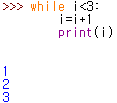 >>> while i<3:
        i=i+1
        print(i)
1
2
3